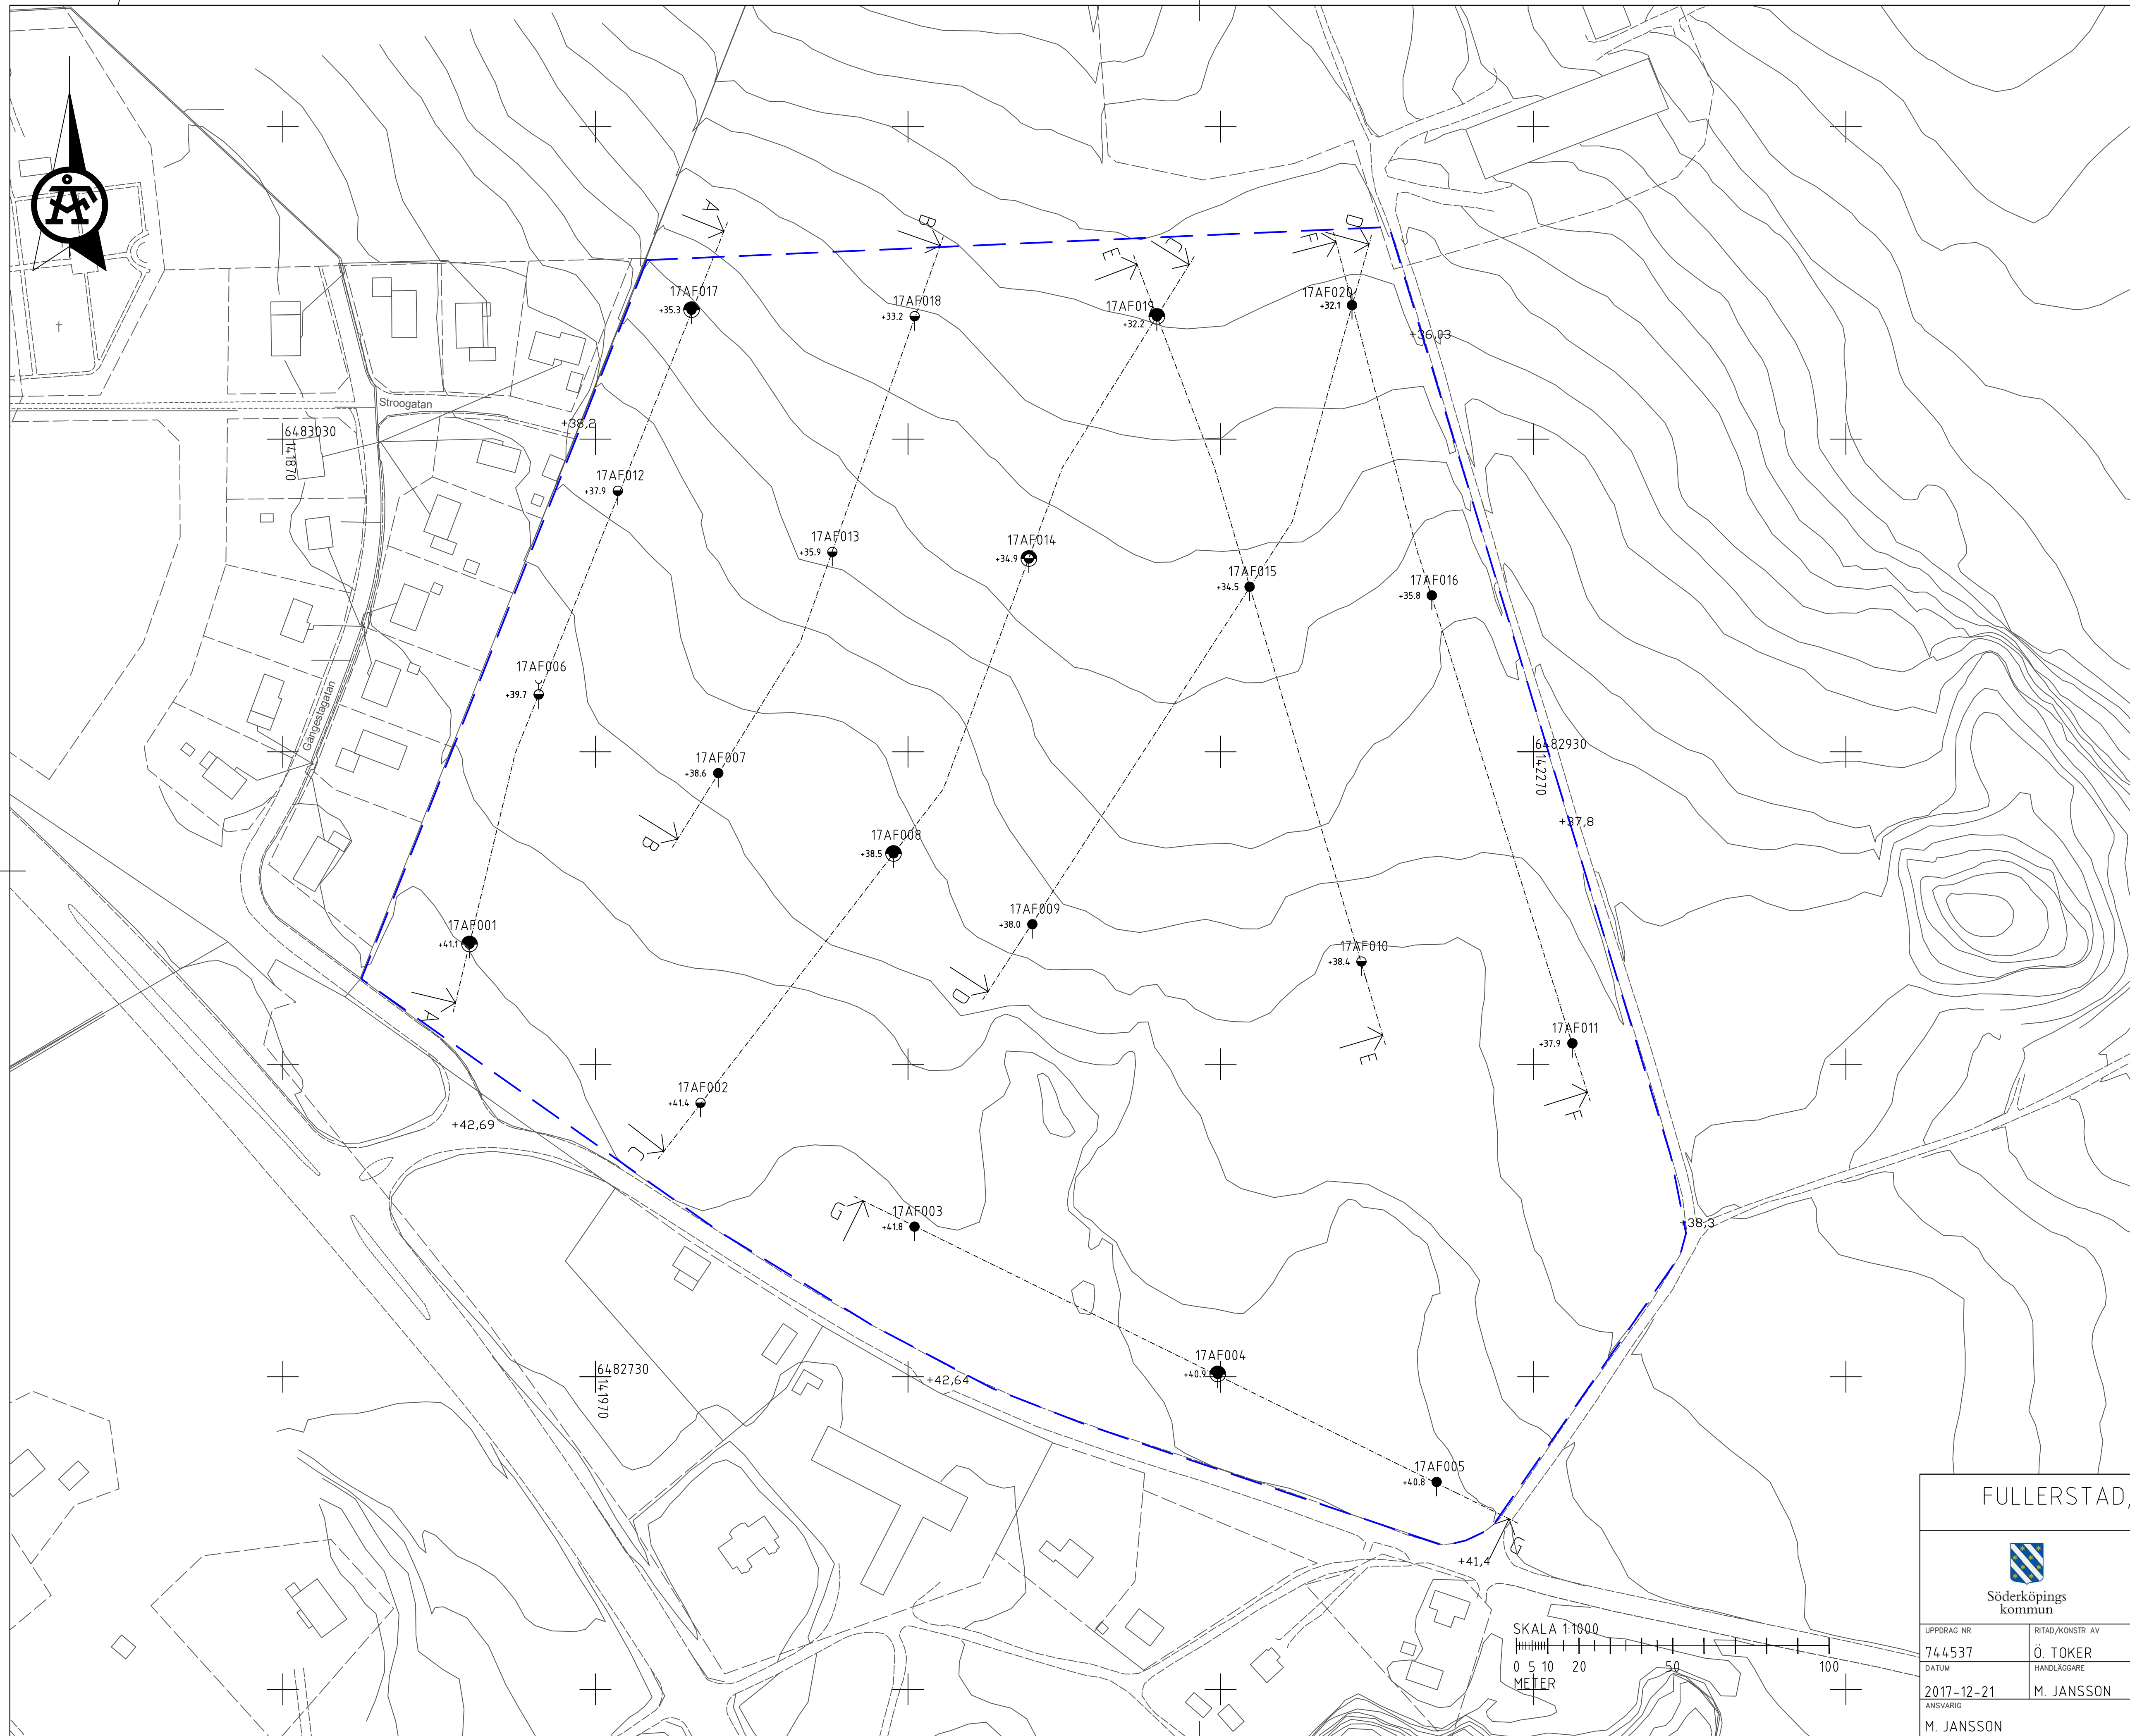 A
B
C
D
E
F
17AF017
+35.3
17AF018
+33.2
17AF019
+32.2
17AF020
+32.1
+36,03
Stroogatan
+38,2
6483030
141870
17AF012
+37.9
17AF013
+35.9
17AF014
+34.9
17AF015
+34.5
17AF016
+35.8
17AF006
+39.7
Gängestagatan
17AF007
+38.6
6482930
142270
+37,8
B
17AF008
+38.5
17AF001
+41.1
17AF009
+38.0
17AF010
+38.4
D
A
17AF011
+37.9
E
F
17AF002
+41.4
+42,69
C
17AF003
+41.8
G
+38,3
17AF004
+40.9
6482730
141970
+42,64
17AF005
+40.8
G
+41,4
FULLERSTAD,
Söderköpings
kommun
SKALA 1:1000
0 5 10 20 50 100
METER
UPPDRAG NR
RITAD/KONSTR AV
744537
Ö. TOKER
DATUM
HANDLÄGGARE
2017-12-21
M. JANSSON
ANSVARIG
M. JANSSON